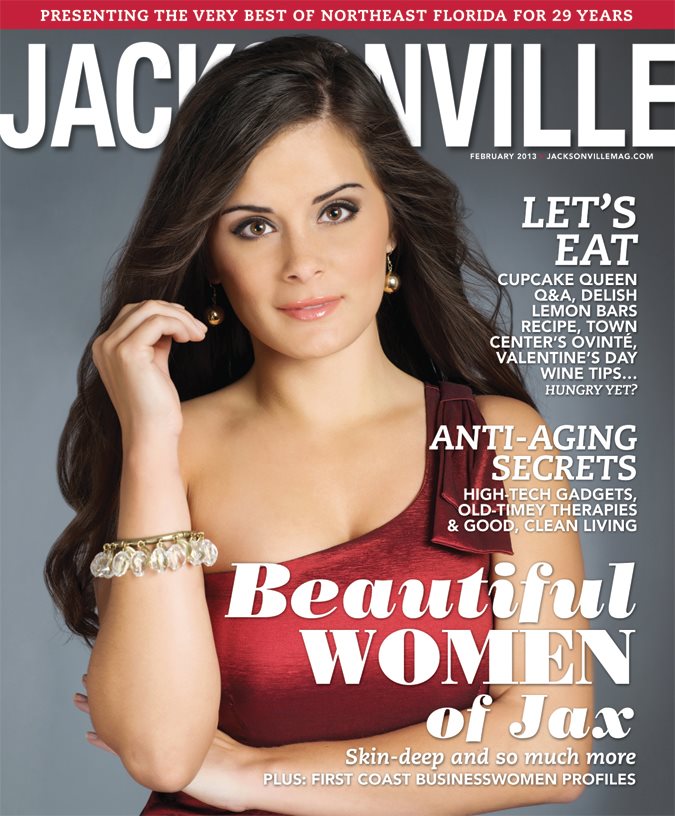 PRESENTING THE VERY BEST OF NORTHEAST FLORIDA FOR 29 YEARS
JACKSONVILLE
FEBRUARY 2013 / JACKSONVILLEMAG.COM
LET'S
EAT
CUPCAKE QUEEN
Q&A, DELISH
LEMON BARS
RECIPE, TOWN
CENTER'S OVINTÉ,
VALENTINE'S DAY
WINE TIPS...
HUNGRY YET?
ANTI-AGING
SECRETS
HIGH-TECH GADGETS,
OLD-TIMEY THERAPIES
& GOOD, CLEAN LIVING
Beautiful
WOMEN
of Jax
Skin-deep and so much more
PLUS: FIRST COAST BUSINESSWOMEN PROFILES